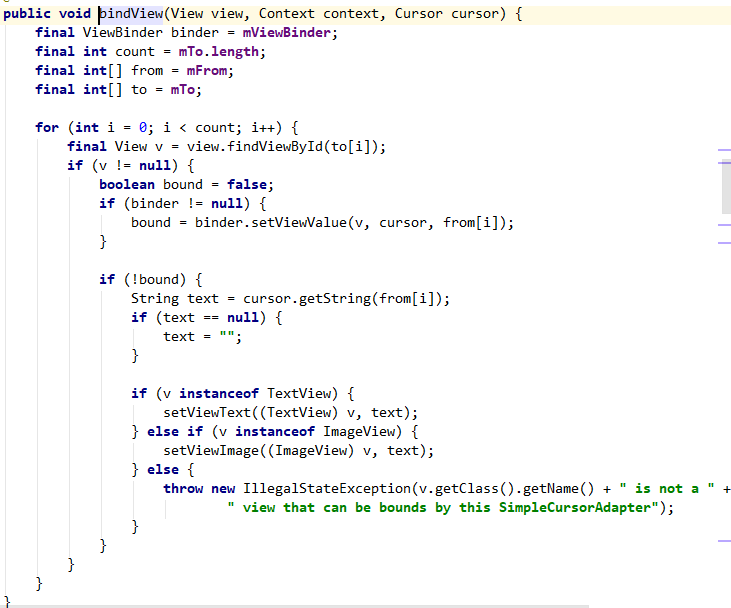 public void bindView(View view, Context context, Cursor cursor) {
    final ViewBinder binder = mViewBinder;
    final int count = mTo.length;
    final int[] from = mFrom;
    final int[] to = mTo;

    for (int i = 0; i < count; i++) {
        final View v = view.findViewById(to[i]);
        if (v != null) {
            boolean bound = false;
            if (binder != null) {
                bound = binder.setViewValue(v, cursor, from[i]);
            }

            if (!bound) {
                String text = cursor.getString(from[i]);
                if (text == null) {
                    text = "";
                }

                if (v instanceof TextView) {
                    setViewText((TextView) v, text);
                } else if (v instanceof ImageView) {
                    setViewImage((ImageView) v, text);
                } else {
                    throw new IllegalStateException(v.getClass().getName() + " is not a " +
                            " view that can be bounds by this SimpleCursorAdapter");
                }
            }
        }
    }
}